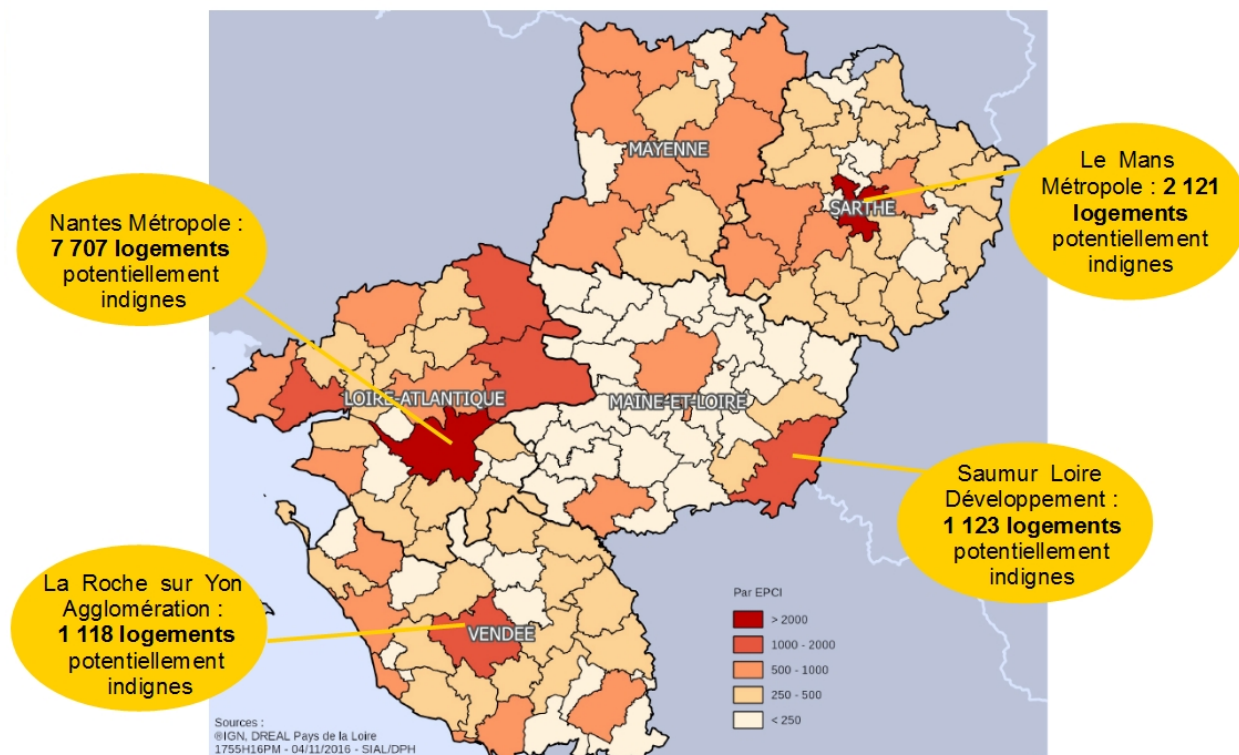 Nantes Métropole :
7 707 logements
potentiellement
indignes
Le Mans
Métropole : 2 121
logements
potentiellement
indignes
MAYENNE
SARTHE
LOIRE-ATLANTIQUE
MAINE-ET-LOIRE
Saumur Loire
Développement :
1 123 logements
potentiellement
indignes
La Roche sur Yon
Agglomération :
1 118 logements
potentiellement
indignes
VENDEE
Par EPCI
> 2000
1000 - 2000
500 - 1000
250 - 500
< 250
Sources :
®IGN, DREAL Pays de la Loire
1755H16PM - 04/11/2016 - SIAL/DPH